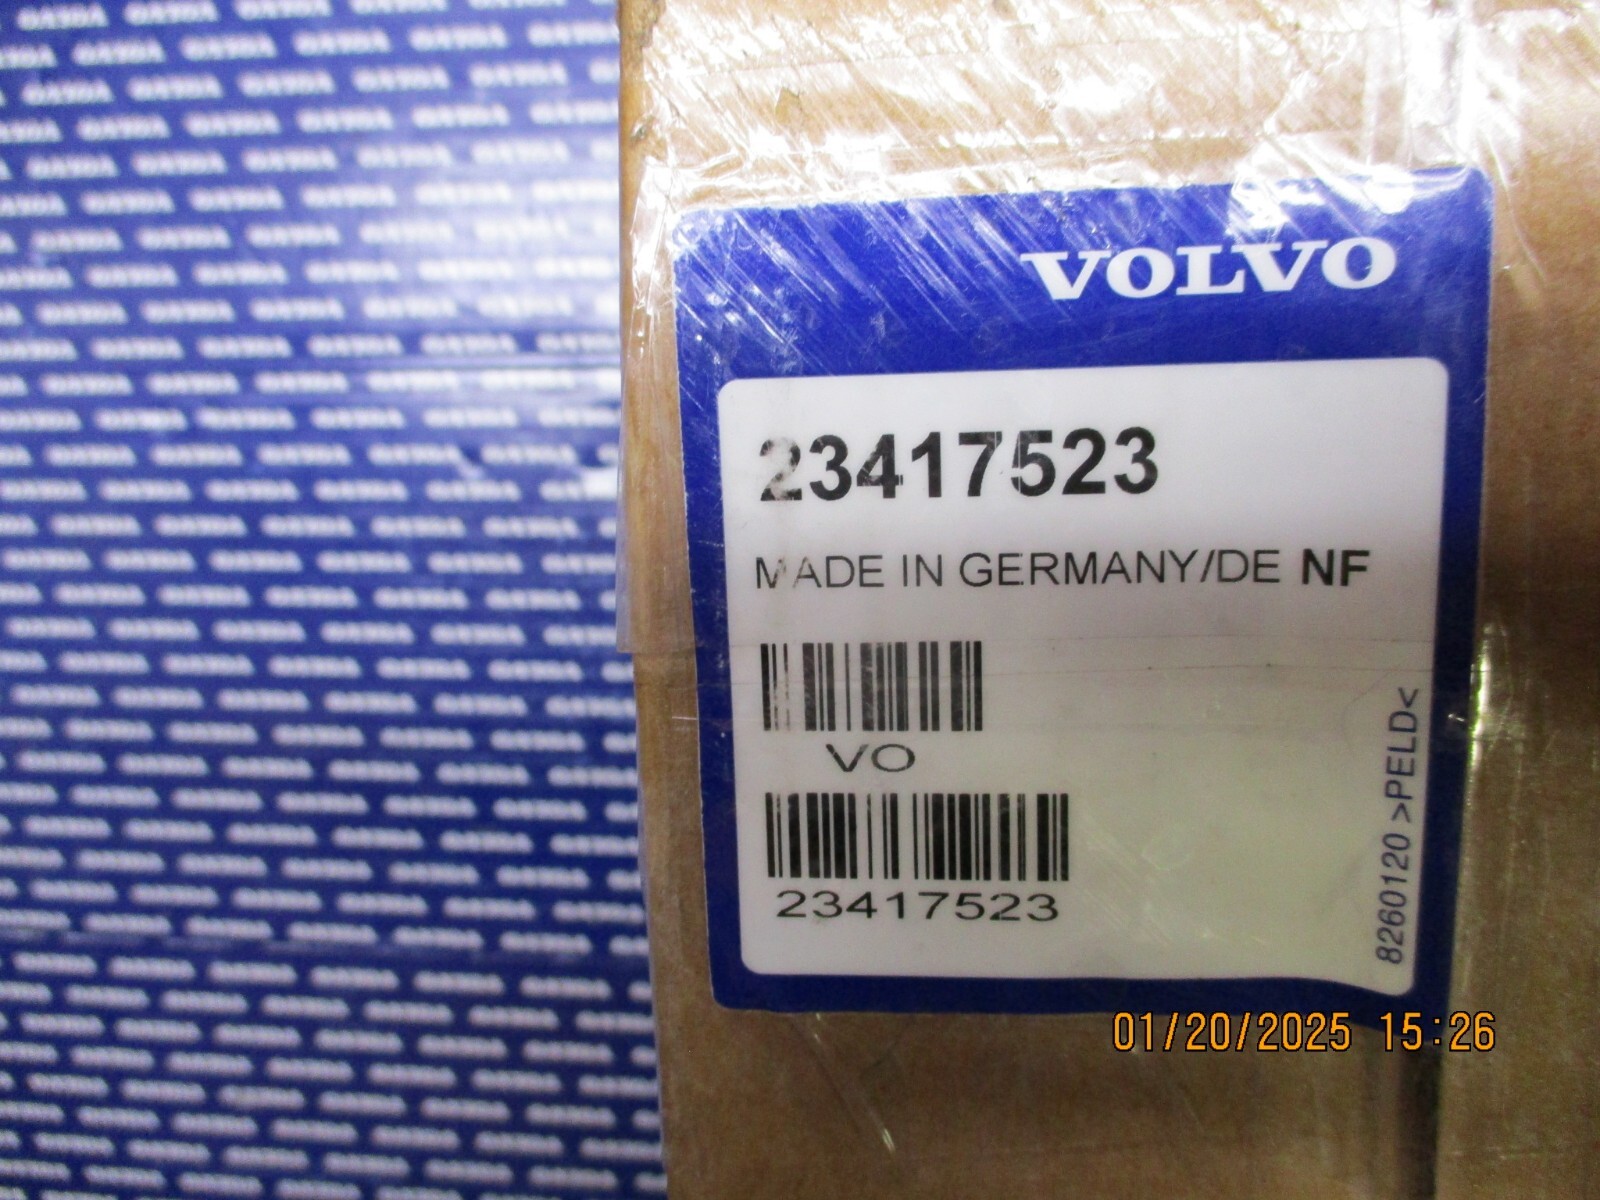 VOLVO
23417523
MADE IN GERMANY/DE NF
VO
23417523
8260120 >PELD<
01/20/2025 15:26